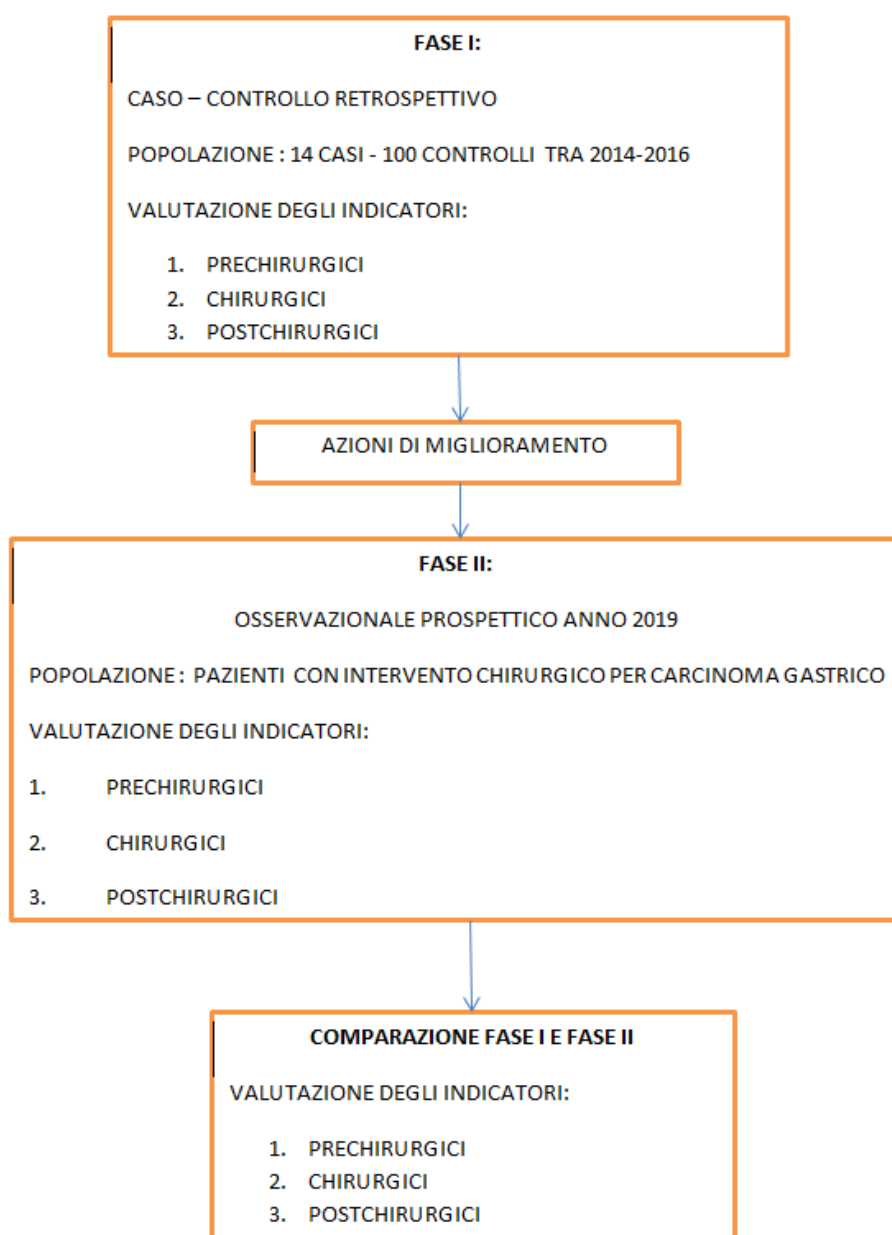 FASE I:
CASO – CONTROLLO RETROSPETTIVO
POPOLAZIONE : 14 CASI - 100 CONTROLLI TRA 2014-2016
VALUTAZIONE DEGLI INDICATORI:
1. PRECHIRURGICI
2. CHIRURGICI
3. POSTCHIRURGICI
AZIONI DI MIGLIORAMENTO
FASE II:
OSSERVAZIONALE PROSPETTICO ANNO 2019
POPOLAZIONE : PAZIENTI CON INTERVENTO CHIRURGICO PER CARCINOMA GASTRICO
VALUTAZIONE DEGLI INDICATORI:
1. PRECHIRURGICI
2. CHIRURGICI
3. POSTCHIRURGICI
COMPARAZIONE FASE I E FASE II
VALUTAZIONE DEGLI INDICATORI:
1. PRECHIRURGICI
2. CHIRURGICI
3. POSTCHIRURGICI